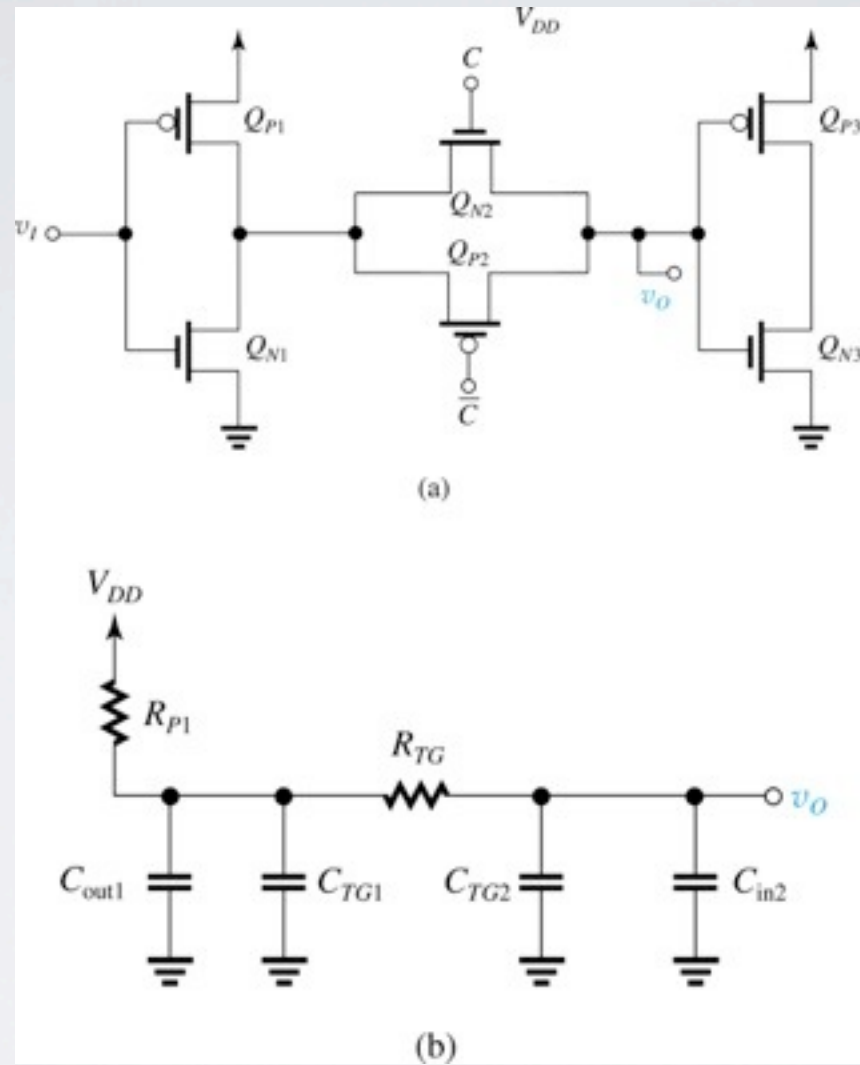 V_DD
C
Q_P1
Q_P3
Q_N2
v_I
Q_P2
v_O
Q_N1
Q_N3
C̅
(a)
V_DD
R_P1
R_TG
v_O
C_out1
C_TG1
C_TG2
C_in2
(b)